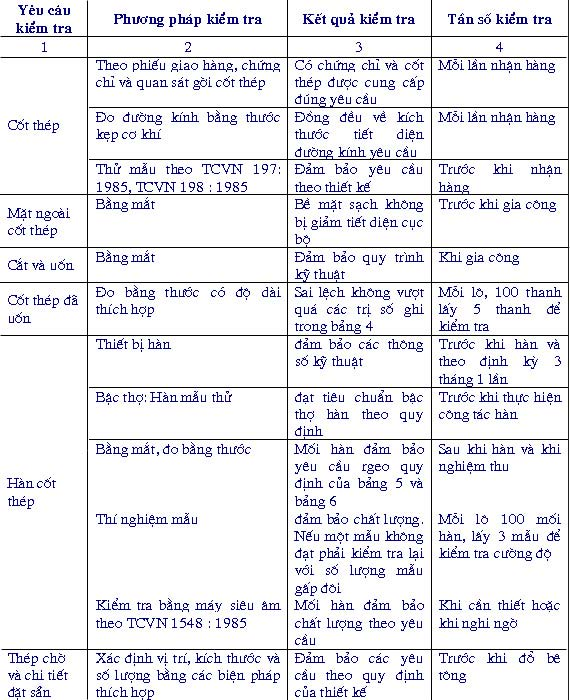 Yêu cầu kiểm tra | Phương pháp kiểm tra | Kết quả kiểm tra | Tần số kiểm tra
1 | 2 | 3 | 4
Cốt thép
Theo phiếu giao hàng, chứng
chỉ và quan sát gời cốt thép
Có chứng chỉ và cốt
thép được cung cấp
đúng yêu cầu
Mỗi lần nhận hàng
Đo đường kính bằng thước
kẹp cơ khí
Đồng đều về kích
thước tiết diện
đường kính yêu cầu
Mỗi lần nhận hàng
Thử mẫu theo TCVN 197:
1985, TCVN 198 : 1985
Đảm bảo yêu cầu
theo thiết kế
Trước khi nhận
hàng
Mặt ngoài
cốt thép
Bằng mắt
Bề mặt sạch không
bị giảm tiết diện cục
bộ
Trước khi gia công
Cắt và uốn
Bằng mắt
Đảm bảo quy trình
kỹ thuật
Khi gia công
Cốt thép đã
uốn
Đo bằng thước có độ dài
thích hợp
Sai lệch không vượt
quá các trị số ghi
trong bảng 4
Mỗi lô, 100 thanh
lấy 5 thanh để
kiểm tra
Hàn cốt
thép
Thiết bị hàn
đảm bảo các thông
số kỹ thuật
Trước khi hàn và
theo định kỳ 3
tháng 1 lần
Bậc thợ: Hàn mẫu thử
đạt tiêu chuẩn bậc
thợ hàn theo quy
định
Trước khi thực hiện
công tác hàn
Bằng mắt, đo bằng thước
Mối hàn đảm bảo
yêu cầu rgeo quy
định của bảng 5 và
bảng 6
Sau khi hàn và khi
nghiệm thu
Thí nghiệm mẫu
đảm bảo chất lượng.
Nếu một mẫu không
đạt phải kiểm tra lại
với số lượng mẫu
gấp đôi
Mỗi lô 100 mối
hàn, lấy 3 mẫu để
kiểm tra cường độ
Kiểm tra bằng máy siêu âm
theo TCVN 1548 : 1985
Mối hàn đảm bảo
chất lượng theo yêu
cầu
Khi cần thiết hoặc
khi nghi ngờ
Thép chờ
và chi tiết
đặt sẵn
Xác định vị trí, kích thước và
số lượng bằng các biện pháp
thích hợp
Đảm bảo các yêu
cầu theo quy định
của thiết kế
Trước khi đổ bê
tông